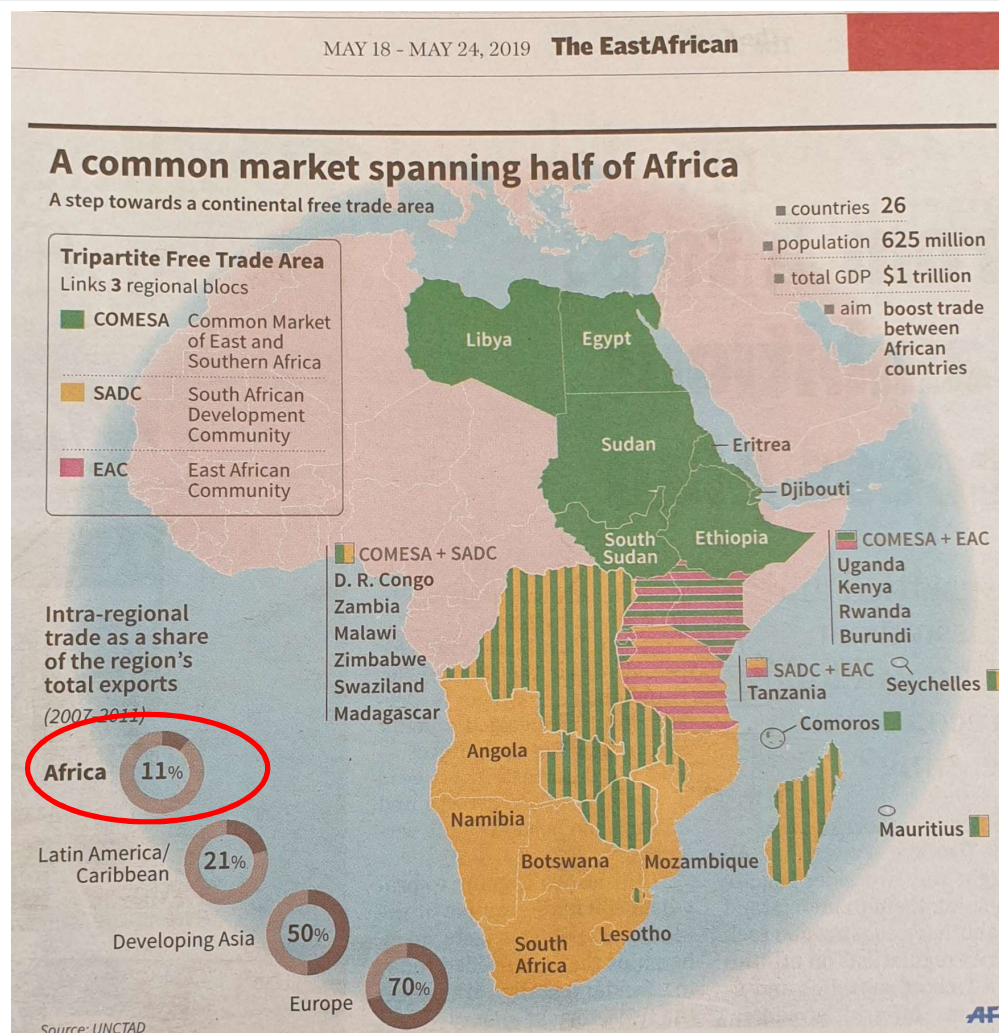 MAY 18 - MAY 24, 2019 The EastAfrican
A common market spanning half of Africa
A step towards a continental free trade area
countries 26
population 625 million
total GDP $1 trillion
aim boost trade
between
African
countries
Tripartite Free Trade Area
Links 3 regional blocs
COMESA Common Market
of East and
Southern Africa
SADC South African
Development
Community
EAC East African
Community
Libya
Egypt
Sudan
Eritrea
Djibouti
South
Sudan
Ethiopia
COMESA + SADC
D. R. Congo
Zambia
Malawi
Zimbabwe
Swaziland
Madagascar
COMESA + EAC
Uganda
Kenya
Rwanda
Burundi
SADC + EAC
Tanzania
Seychelles
Comoros
Mauritius
Angola
Namibia
Botswana
Mozambique
Lesotho
South
Africa
Intra-regional
trade as a share
of the region's
total exports
(2007-2011)
Africa 11%
Latin America/
Caribbean
21%
Developing Asia 50%
Europe 70%
Source: UNCTAD
AF